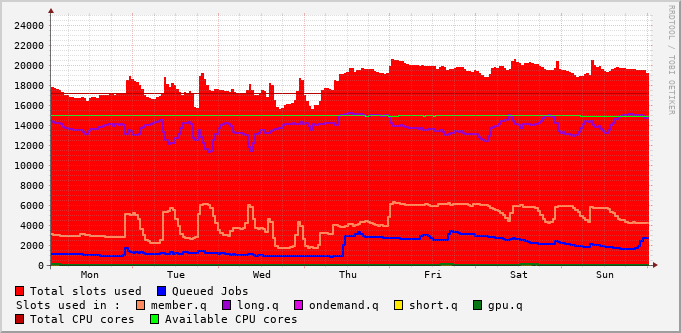 24000
22000
20000
18000
16000
14000
12000
10000
8000
6000
4000
2000
0
Mon Tue Wed Thu Fri Sat Sun
RRDTOOL / TOBI OETIKER
Total slots used Queued Jobs
Slots used in : member.q long.q ondemand.q short.q gpu.q
Total CPU cores Available CPU cores